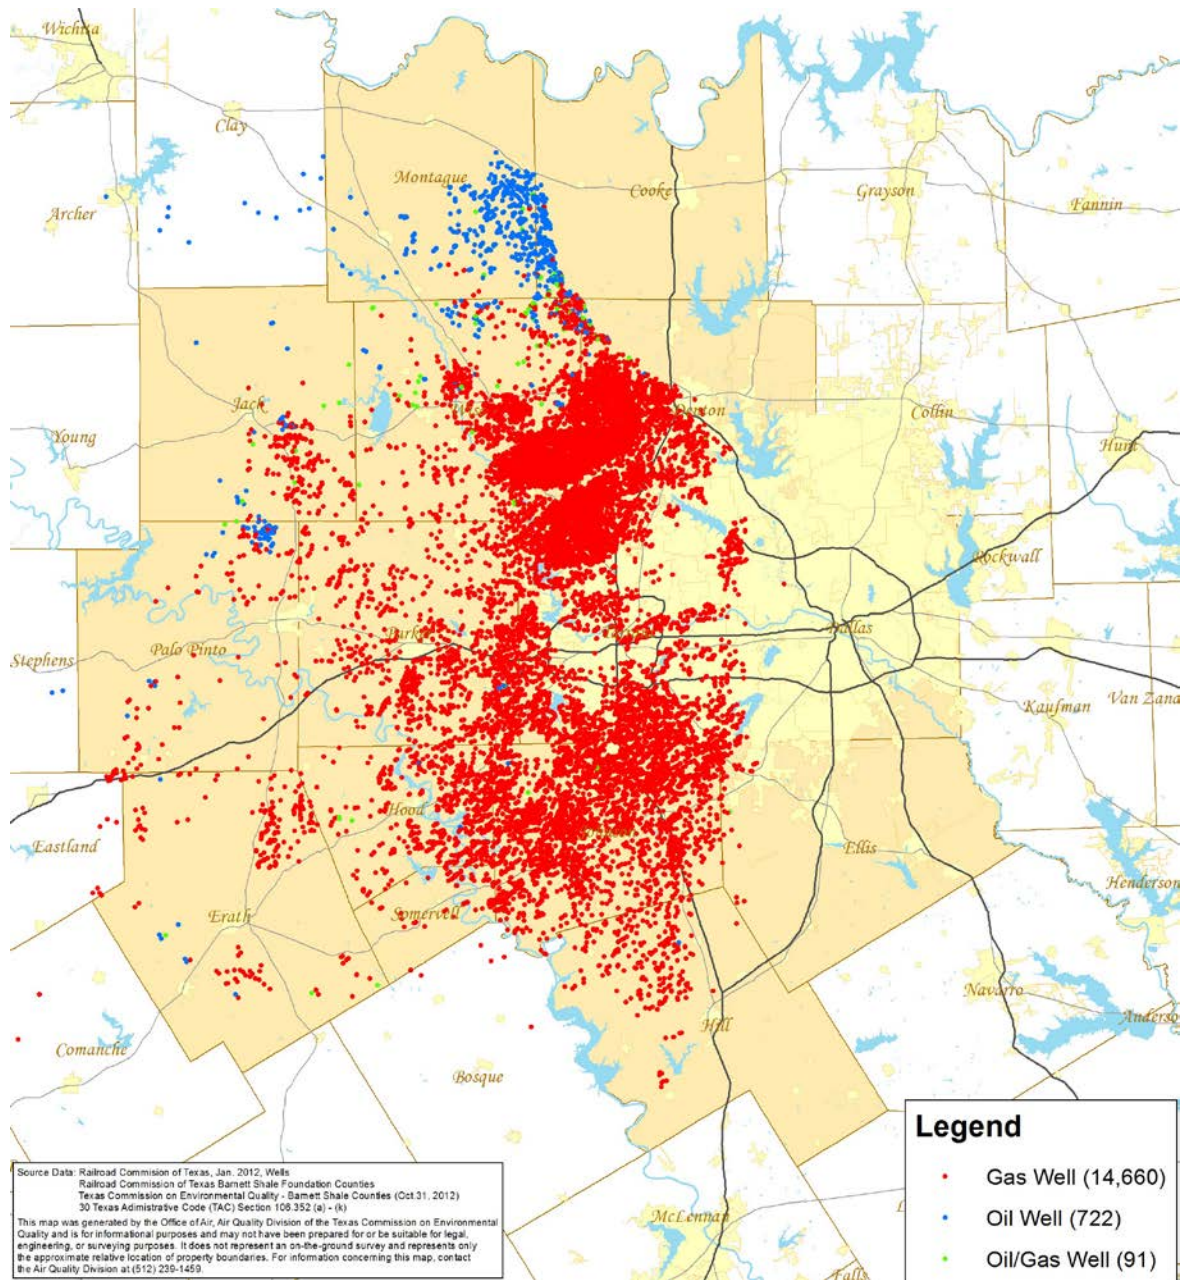 Wichita
Clay
Montague
Cooke
Grayson
Fannin
Archer
Jack
Wise
Denton
Collin
Young
Hunt
Rockwall
Stephens
Palo Pinto
Parker
Dallas
Kaufman
Van Zand
Hood
Eastland
Ellis
Henderson
Erath
Somervell
Navarro
Anderso
Hill
Comanche
Bosque
McLennan
L
Falls
Legend
Gas Well (14,660)
Oil Well (722)
Oil/Gas Well (91)
Source Data: Railroad Commision of Texas, Jan. 2012, Wells
Railroad Commission of Texas Barnett Shale Foundation Counties
Texas Commission on Environmental Quality - Barnett Shale Counties (Oct.31, 2012)
30 Texas Adimistrative Code (TAC) Section 106.352 (a) - (k)
This map was generated by the Office of Air, Air Quality Division of the Texas Commission on Environmental
Quality and is for informational purposes and may not have been prepared for or be suitable for legal,
engineering, or surveying purposes. It does not represent an on-the-ground survey and represents only
the approximate relative location of property boundaries. For information concerning this map, contact
the Air Quality Division at (512) 239-1459.